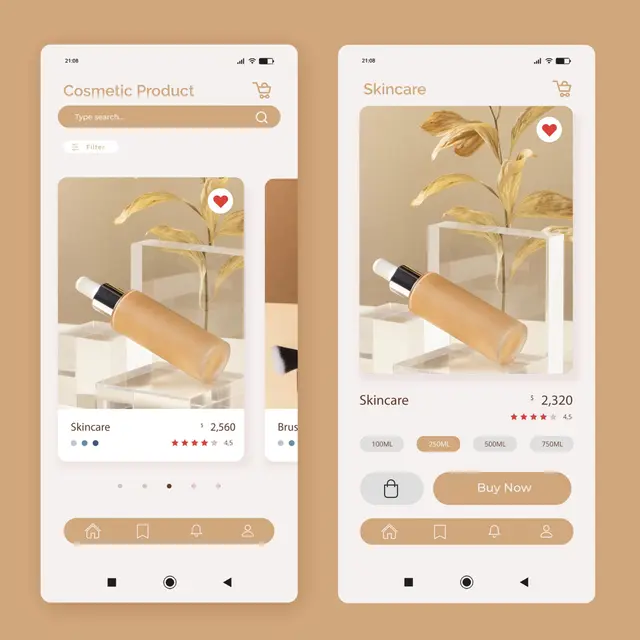 21:08
Cosmetic Product
Type search...
Filter
Skincare
$ 2,560
4,5
Brus
21:08
Skincare
Skincare
$ 2,320
4,5
100ML
250ML
500ML
750ML
Buy Now